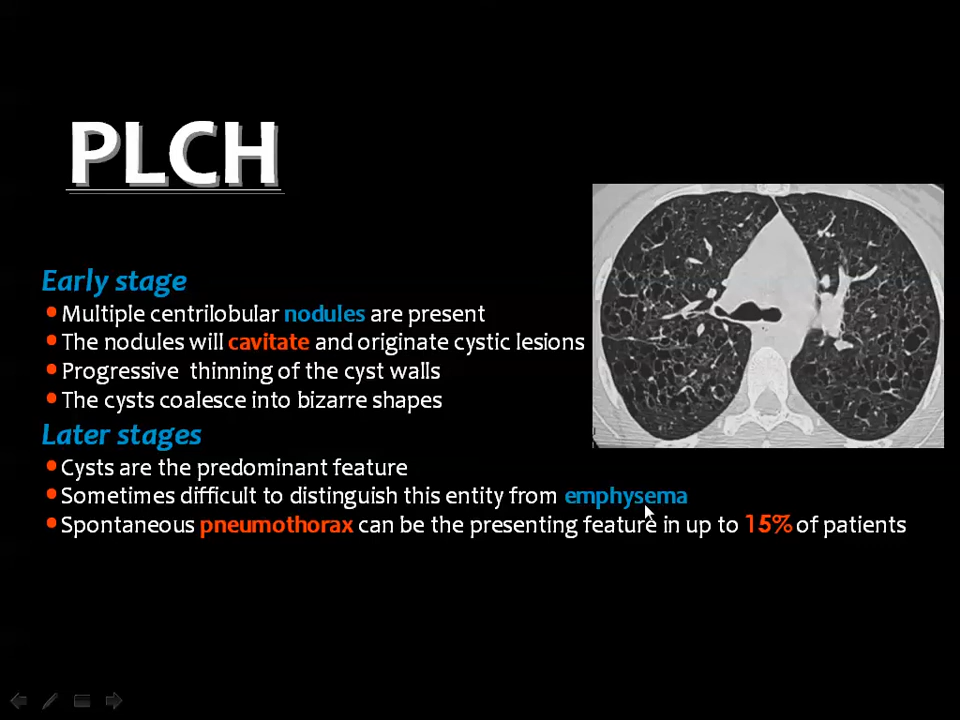 PLCH
Early stage
•Multiple centrilobular nodules are present
•The nodules will cavitate and originate cystic lesions
•Progressive thinning of the cyst walls
•The cysts coalesce into bizarre shapes
Later stages
•Cysts are the predominant feature
•Sometimes difficult to distinguish this entity from emphysema
•Spontaneous pneumothorax can be the presenting feature in up to 15% of patients